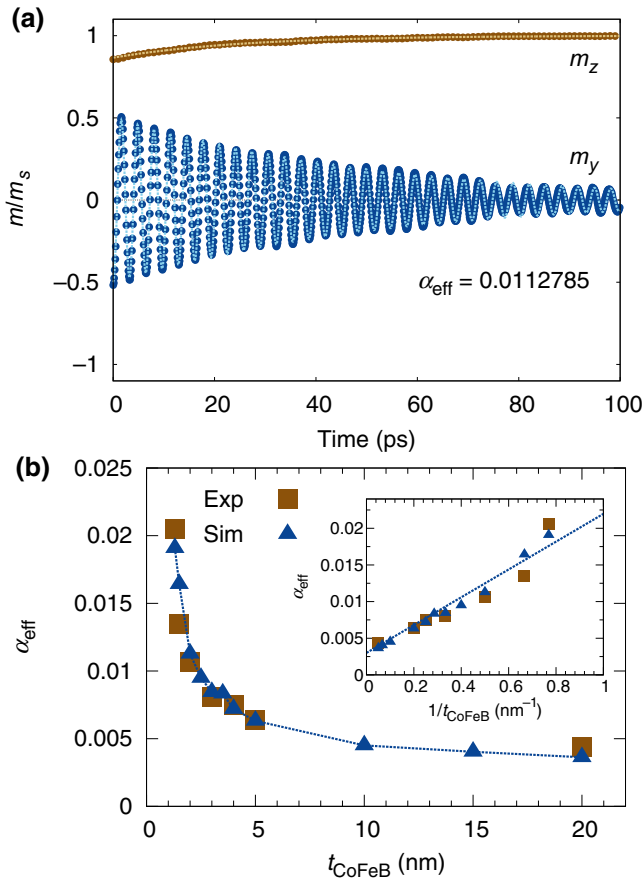 (a)
1
0.5
0
−0.5
−1
m/m_s
m_z
m_y
α_eff = 0.0112785
0 20 40 60 80 100
Time (ps)
(b)
0.025
0.02
0.015
0.01
0.005
0
α_eff
Exp
Sim
0.02
0.015
0.01
0.005
0
α_eff
0 0.2 0.4 0.6 0.8 1
1/t_CoFeB (nm⁻¹)
0 5 10 15 20
t_CoFeB (nm)